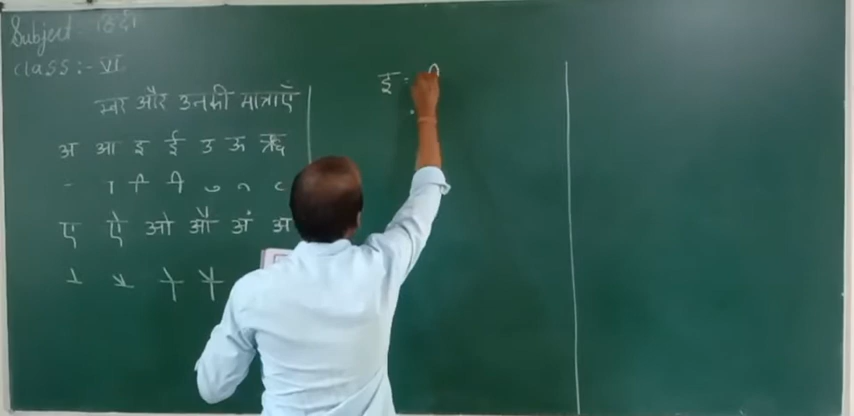 Subject: हिंदी
Class :- VI
स्वर और उनकी मात्राएँ
अ आ इ ई उ ऊ ऋ
- ा ि ी ु ू ृ
ए ऐ ओ औ अं अ
े ै ो ौ
इ - ि